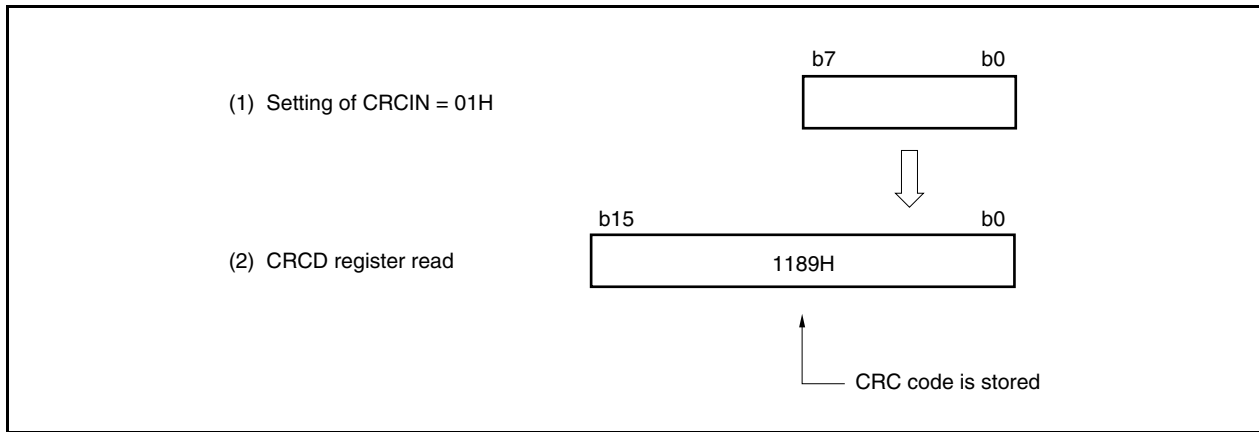 b7 b0
(1) Setting of CRCIN = 01H
b15 b0
(2) CRCD register read 1189H
CRC code is stored